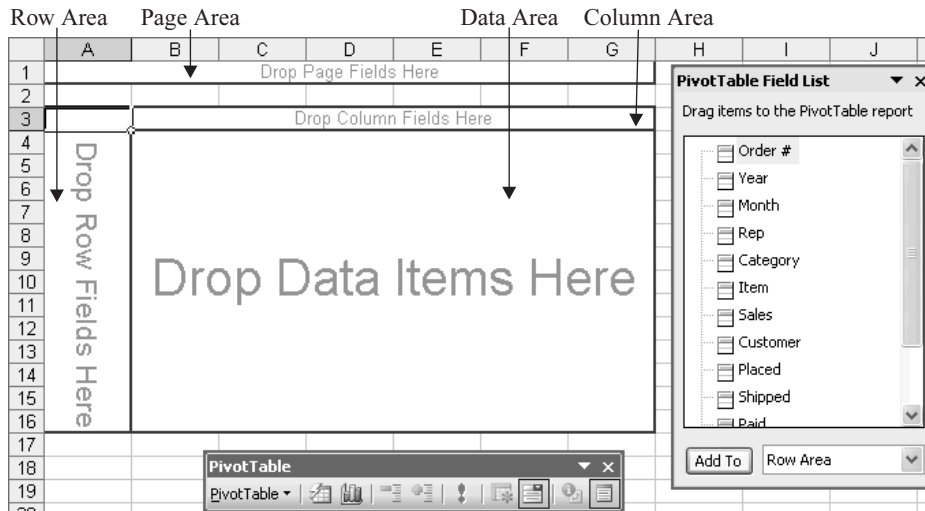 Row Area Page Area Data Area Column Area
A B C D E F G H I J
1 Drop Page Fields Here
2
3 Drop Column Fields Here
4
5
6
7
8
9
10
11
12
13
14
15
16
17
18
19
Drop Row Fields Here
Drop Data Items Here
PivotTable Field List
Drag items to the PivotTable report
Order #
Year
Month
Rep
Category
Item
Sales
Customer
Placed
Shipped
Paid
Add To Row Area
PivotTable
PivotTable